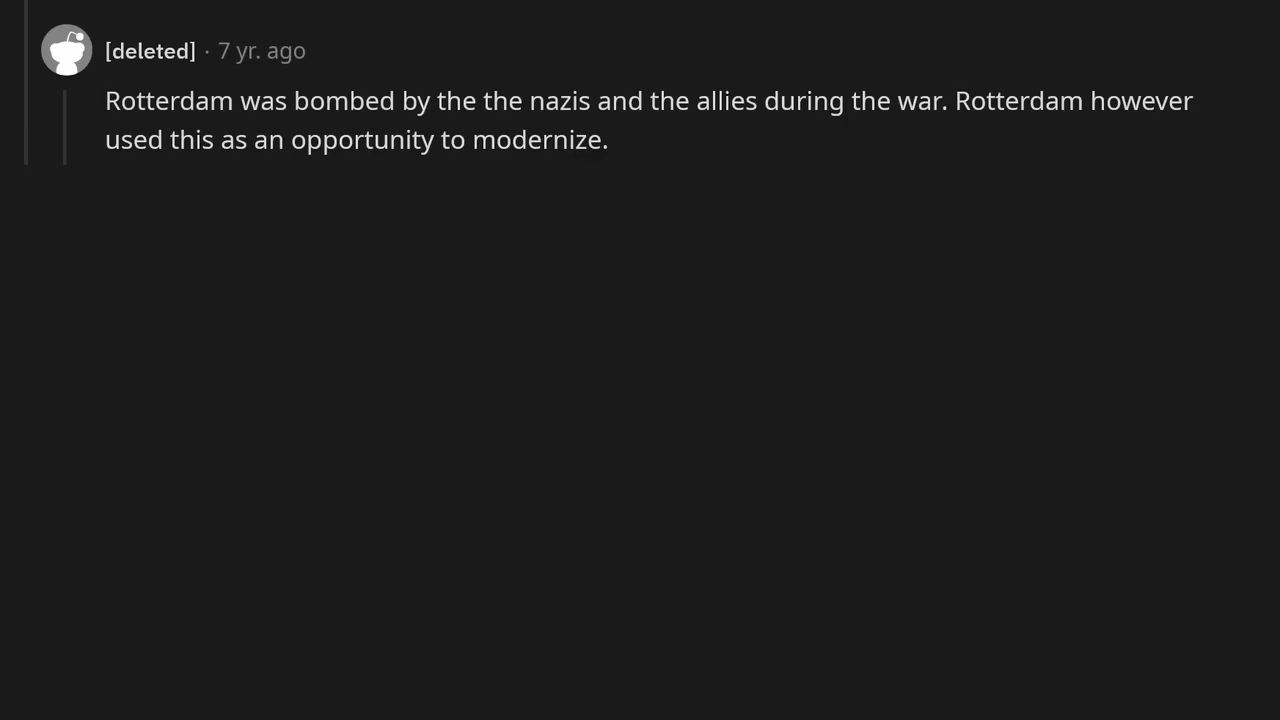 [deleted] · 7 yr. ago
Rotterdam was bombed by the the nazis and the allies during the war. Rotterdam however
used this as an opportunity to modernize.